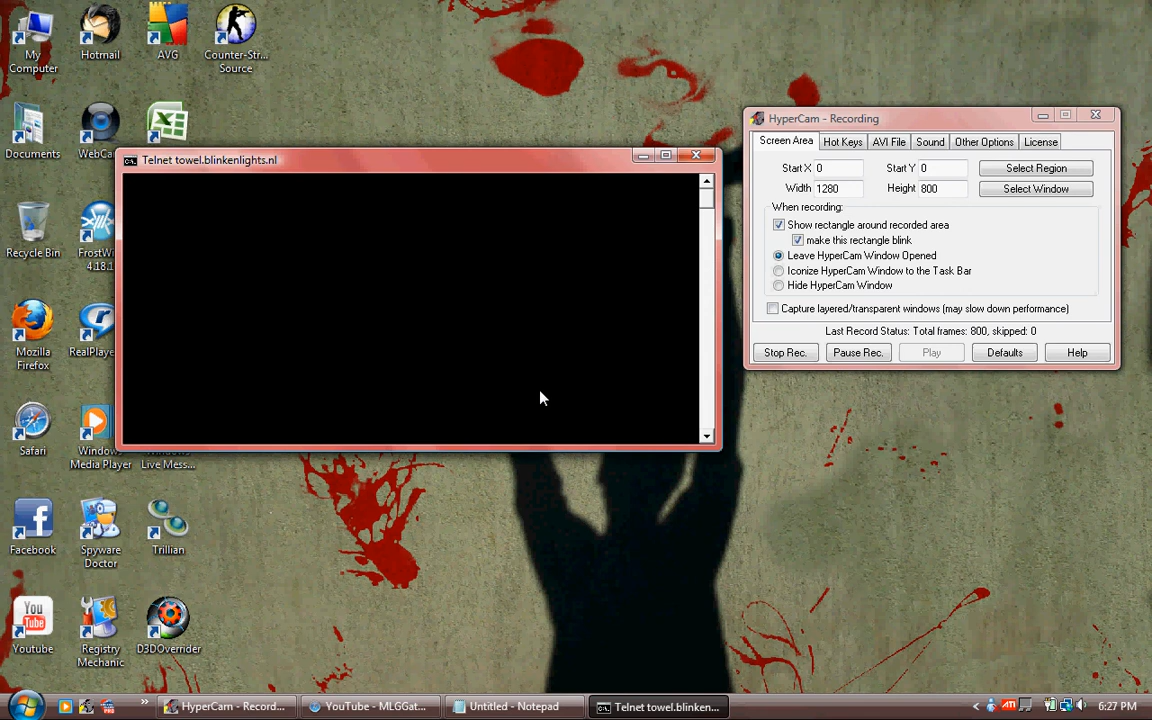 My
Computer
Hotmail
AVG
Counter-Str...
Source
Documents
WebCa
Recycle Bin
FrostWi
4.18.1
Mozilla
Firefox
RealPlaye
Safari
Windows
Media Player
Windows
Live Mess...
Facebook
Spyware
Doctor
Trillian
You
Tube
Youtube
Registry
Mechanic
D3DOverrider
Telnet towel.blinkenlights.nl
HyperCam - Recording
Screen Area
Hot Keys
AVI File
Sound
Other Options
License
Start X 0
Start Y 0
Select Region
Width 1280
Height 800
Select Window
When recording:
Show rectangle around recorded area
make this rectangle blink
Leave HyperCam Window Opened
Iconize HyperCam Window to the Task Bar
Hide HyperCam Window
Capture layered/transparent windows (may slow down performance)
Last Record Status: Total frames: 800, skipped: 0
Stop Rec.
Pause Rec.
Play
Defaults
Help
HyperCam - Record...
YouTube - MLGGat...
Untitled - Notepad
Telnet towel.blinken...
ATI
6:27 PM